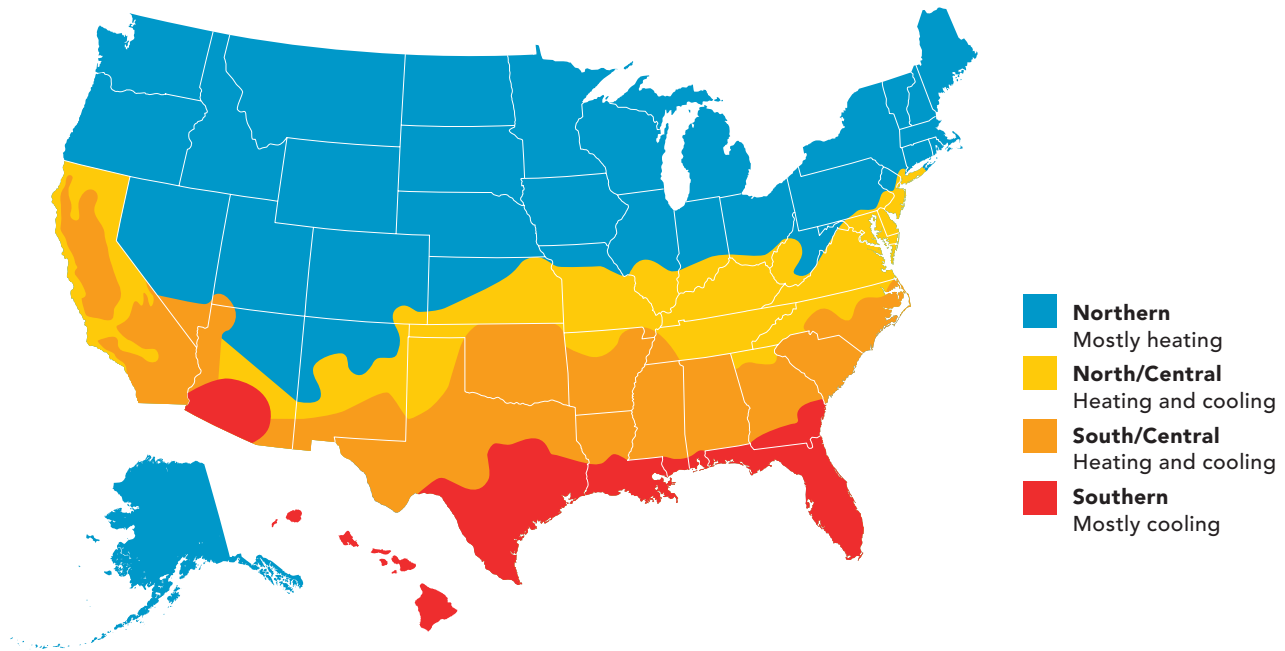 Northern
Mostly heating
North/Central
Heating and cooling
South/Central
Heating and cooling
Southern
Mostly cooling